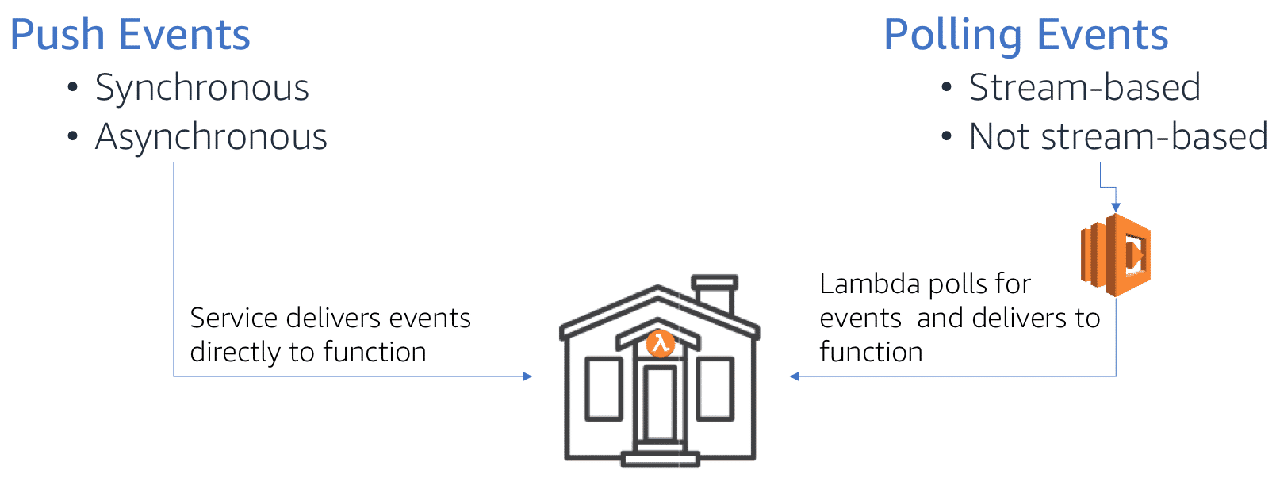 Push Events
• Synchronous
• Asynchronous
Polling Events
• Stream-based
• Not stream-based
Service delivers events
directly to function
λ
Lambda polls for
events and delivers to
function